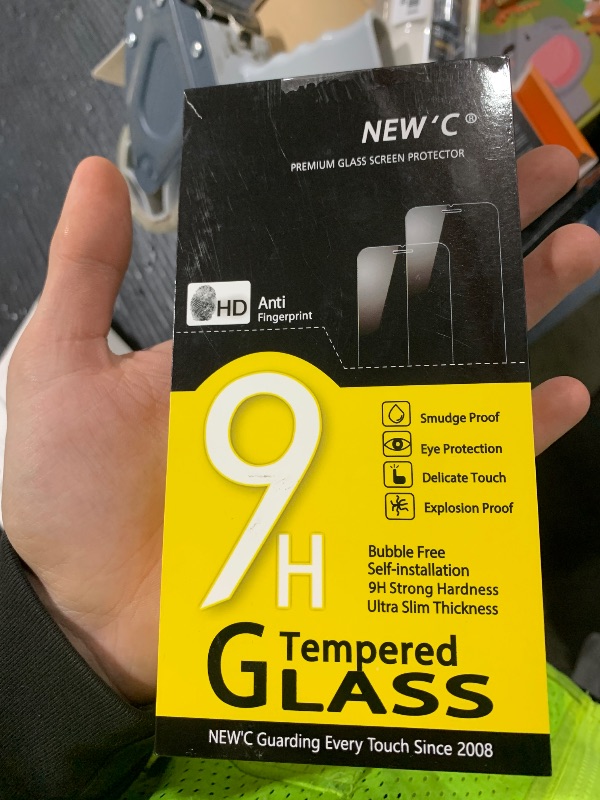 NEW'C ®
PREMIUM GLASS SCREEN PROTECTOR
HD
Anti
Fingerprint
9H
Smudge Proof
Eye Protection
Delicate Touch
Explosion Proof
Bubble Free
Self-installation
9H Strong Hardness
Ultra Slim Thickness
Tempered
GLASS
NEW'C Guarding Every Touch Since 2008